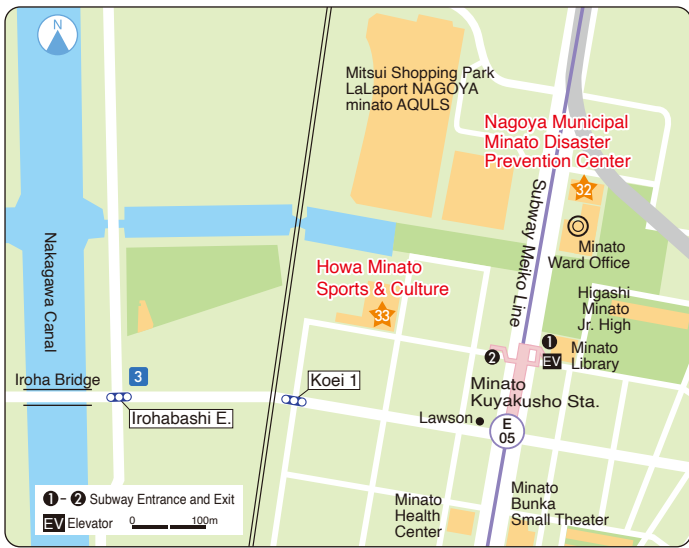 N
Mitsui Shopping Park
LaLaport NAGOYA
minato AQULS
Nagoya Municipal
Minato Disaster
Prevention Center
32
Subway Meiko Line
Minato
Ward Office
Nakagawa Canal
Howa Minato
Sports & Culture
33
Higashi
Minato
Jr. High
1
2
EV
Minato
Library
Iroha Bridge
3
Koei 1
Irohabashi E.
Minato
Kuyakusho Sta.
Lawson
E
05
1 - 2 Subway Entrance and Exit
EV Elevator 0 100m
Minato
Health
Center
Minato
Bunka
Small Theater